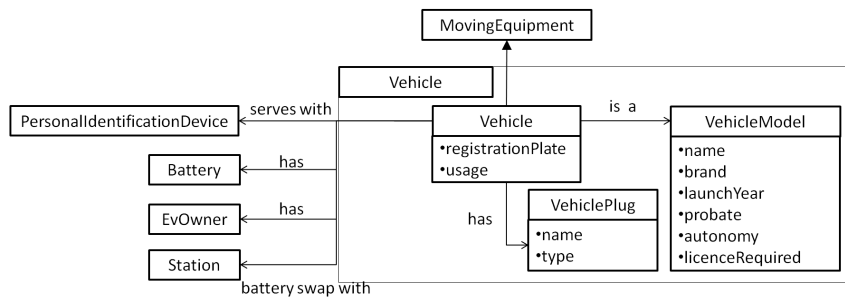 MovingEquipment
Vehicle
serves with
is a
PersonalIdentificationDevice
Vehicle
VehicleModel
•registrationPlate
•usage
•name
•brand
•launchYear
•probate
•autonomy
•licenceRequired
has
Battery
has
VehiclePlug
•name
•type
has
EvOwner
Station
battery swap with